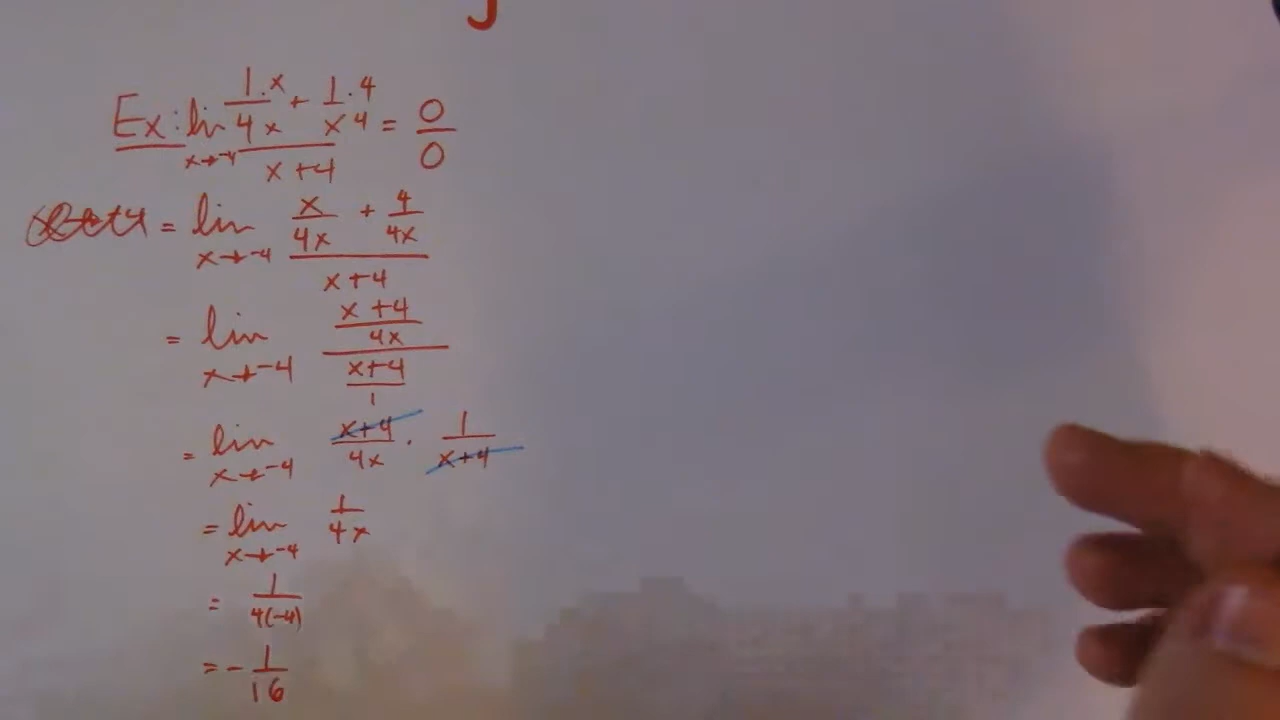 Ex: lim x→-4 (1·x/4x + 1·4/x4)/(x+4) = 0/0
= lim x→-4 (x/4x + 4/4x)/(x+4)
= lim x→-4 ((x+4)/4x)/((x+4)/1)
= lim x→-4 (x+4)/4x · 1/(x+4)
= lim x→-4 1/4x
= 1/4(-4)
= -1/16